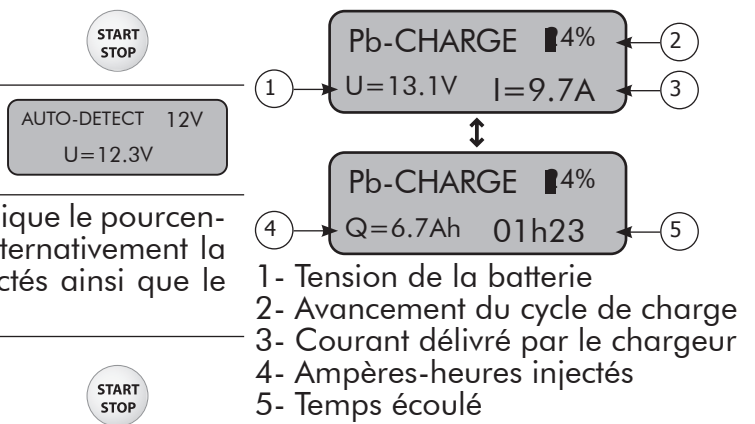 START
STOP
AUTO-DETECT 12V
U=12.3V
ique le pourcen-
ternativement la
ctés ainsi que le
START
STOP
Pb-CHARGE 4%
2
1
U=13.1V I=9.7A
3
Pb-CHARGE 4%
4
Q=6.7Ah 01h23
5
1- Tension de la batterie
2- Avancement du cycle de charge
3- Courant délivré par le chargeur
4- Ampères-heures injectés
5- Temps écoulé